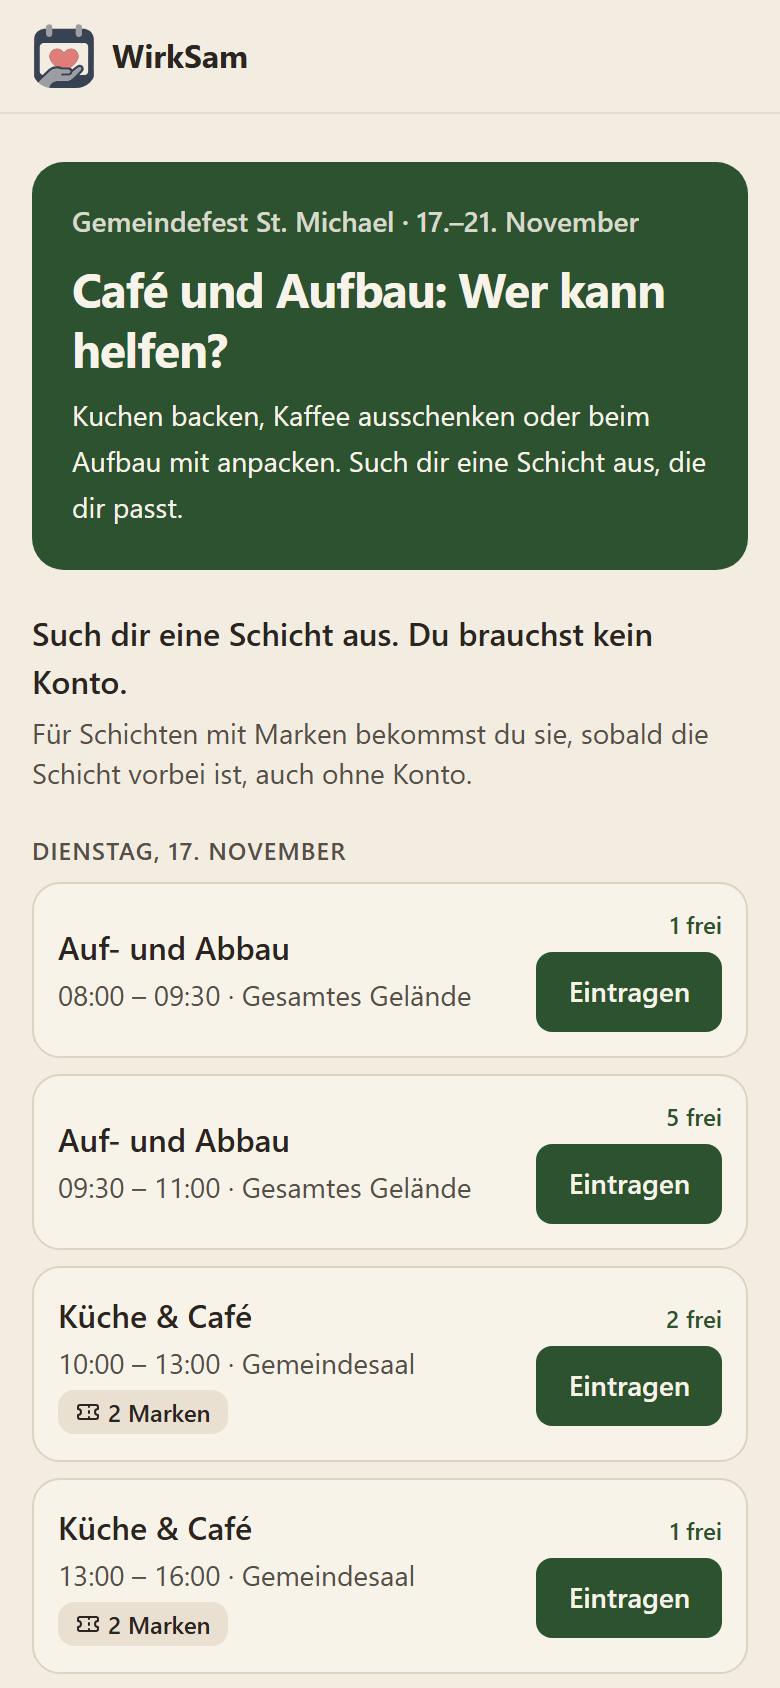 WirkSam
Gemeindefest St. Michael · 17.–21. November
Café und Aufbau: Wer kann
helfen?
Kuchen backen, Kaffee ausschenken oder beim
Aufbau mit anpacken. Such dir eine Schicht aus, die
dir passt.
Such dir eine Schicht aus. Du brauchst kein
Konto.
Für Schichten mit Marken bekommst du sie, sobald die
Schicht vorbei ist, auch ohne Konto.
DIENSTAG, 17. NOVEMBER
Auf- und Abbau
08:00 – 09:30 · Gesamtes Gelände
1 frei
Eintragen
Auf- und Abbau
09:30 – 11:00 · Gesamtes Gelände
5 frei
Eintragen
Küche & Café
10:00 – 13:00 · Gemeindesaal
2 Marken
2 frei
Eintragen
Küche & Café
13:00 – 16:00 · Gemeindesaal
2 Marken
1 frei
Eintragen